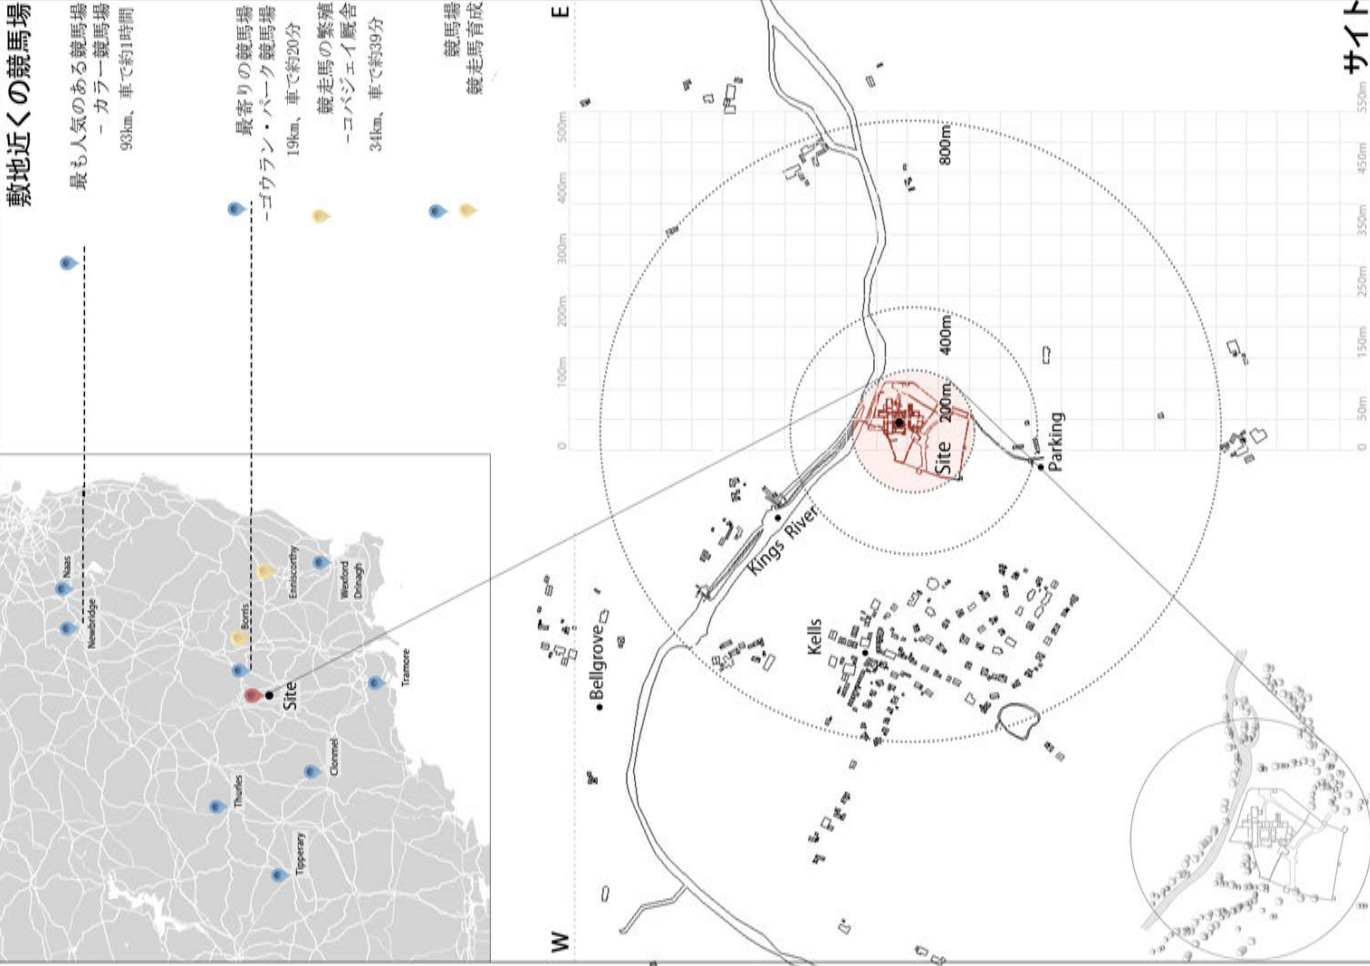 敷地近くの競馬場
最も人気のある競馬場
- カラー競馬場
93km、車で約1時間
最寄りの競馬場
-ゴウラン・パーク競馬場
19km、車で約20分
競走馬の繁殖
-コバジェイ厩舎
34km、車で約39分
競馬場
競走馬育成
Naas
Newbridge
Borris
Enniscorthy
Wexford
Drinagh
Site
Tramore
Clonmel
Thurles
Tipperary
サイト
W
E
0
100m
200m
300m
400m
500m
Bellgrove
Kings River
Kells
Site
200m
400m
800m
Parking
0
50m
150m
250m
350m
450m
550m